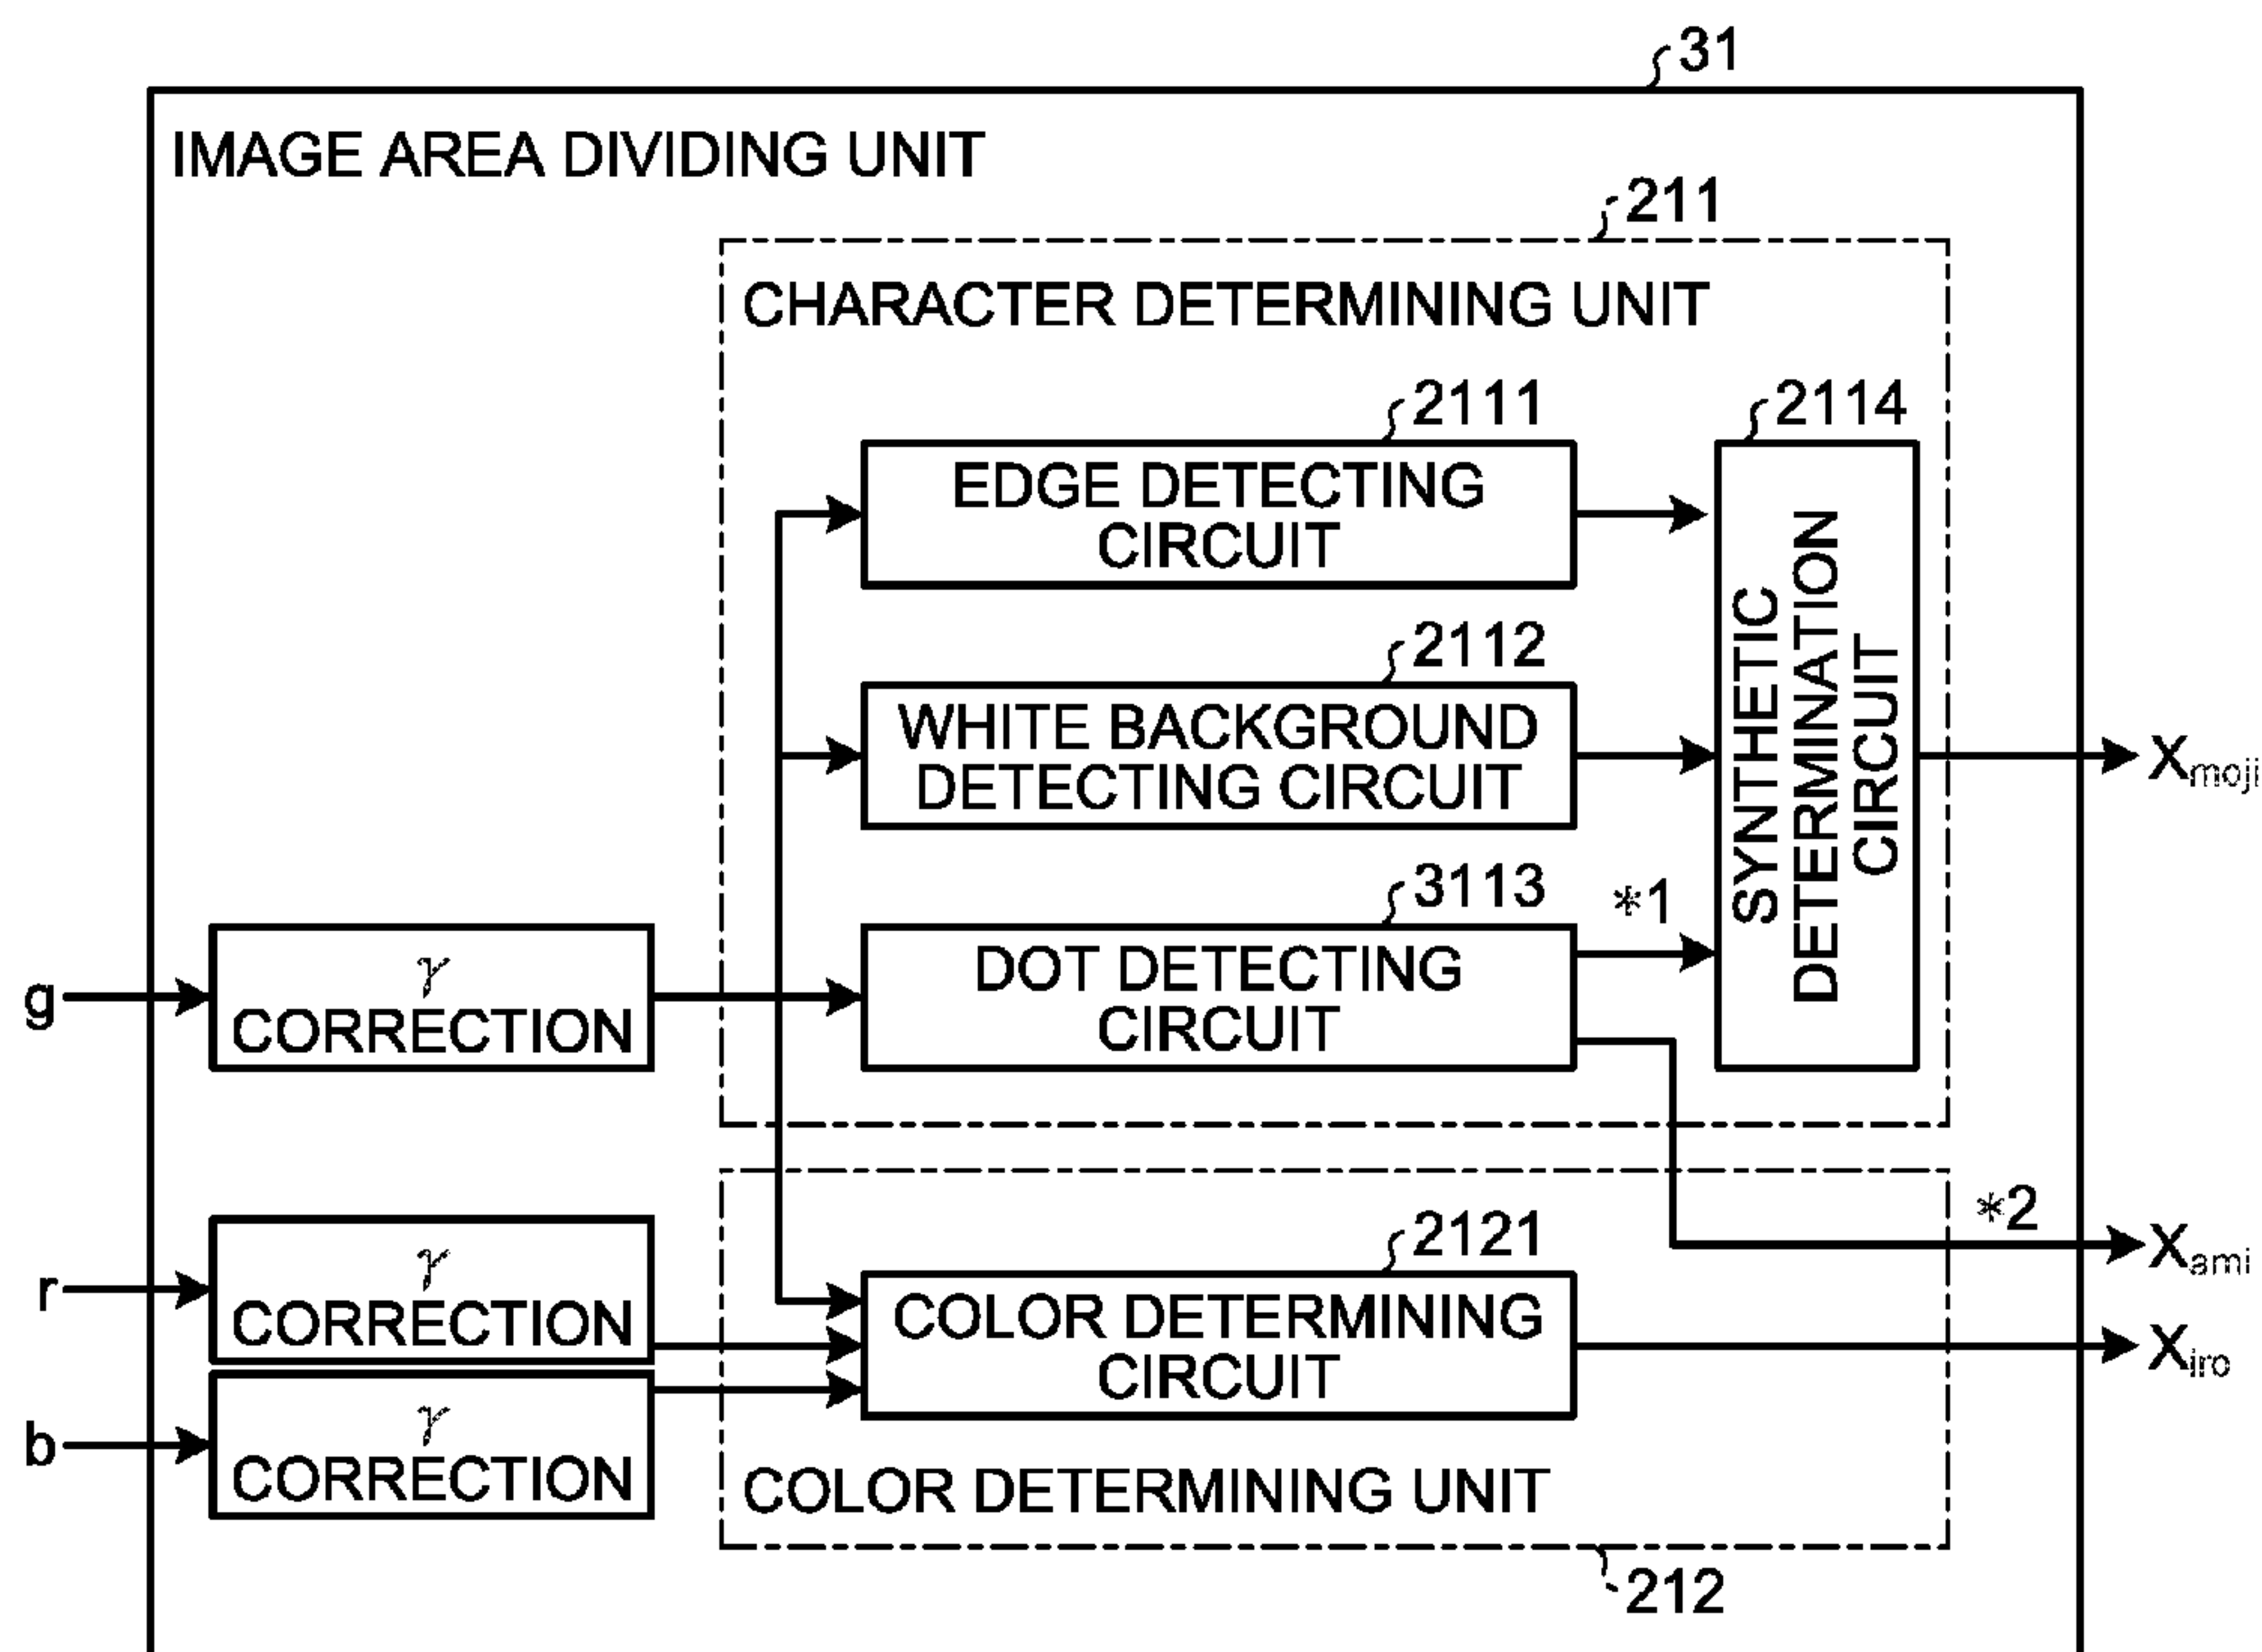 31
IMAGE AREA DIVIDING UNIT
211
CHARACTER DETERMINING UNIT
2111
EDGE DETECTING
CIRCUIT
2114
SYNTHETIC
DETERMINATION
CIRCUIT
2112
WHITE BACKGROUND
DETECTING CIRCUIT
Xmoji
3113
DOT DETECTING
CIRCUIT
*1
g
γ
CORRECTION
*2
Xami
r
γ
CORRECTION
2121
COLOR DETERMINING
CIRCUIT
Xiro
b
γ
CORRECTION
COLOR DETERMINING UNIT
212